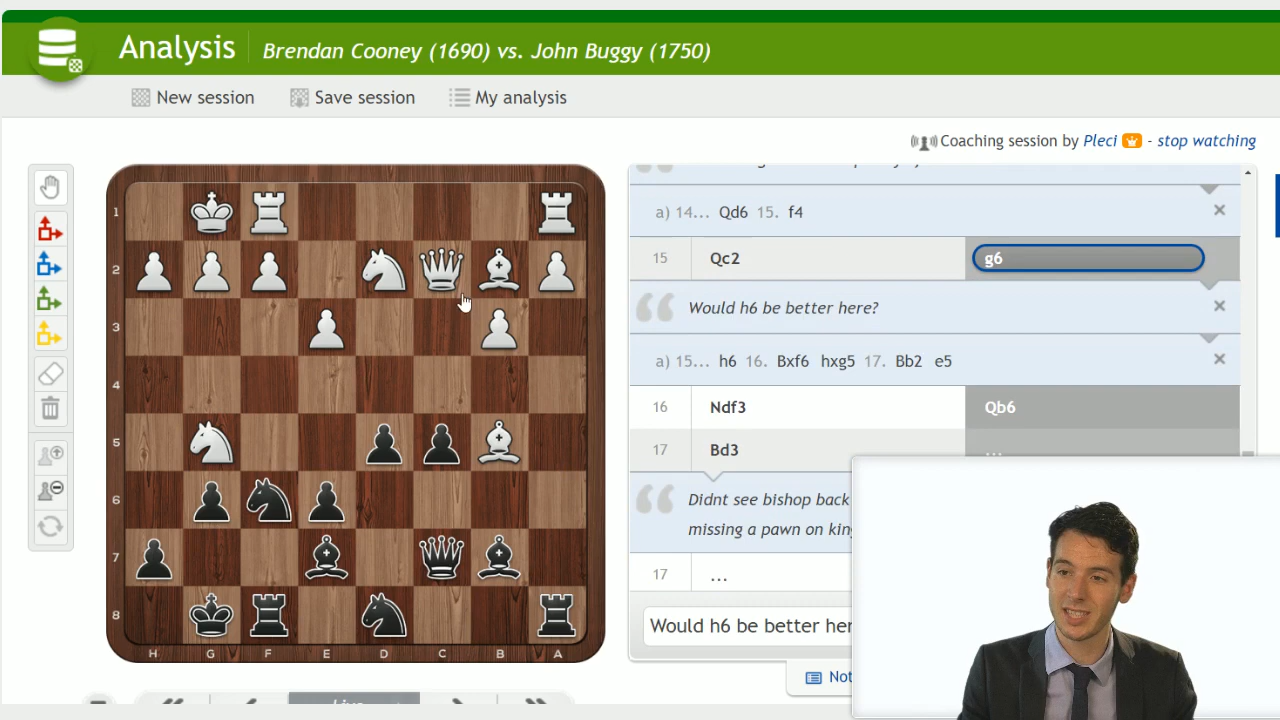 Analysis
Brendan Cooney (1690) vs. John Buggy (1750)
New session
Save session
My analysis
Coaching session by Pleci - stop watching
a) 14... Qd6 15. f4
15 Qc2 g6
Would h6 be better here?
a) 15... h6 16. Bxf6 hxg5 17. Bb2 e5
16 Ndf3 Qb6
17 Bd3 ...
Didnt see bishop back
missing a pawn on
17 ...
Would h6 be better
1
2
3
4
5
6
7
8
H G F E D C B A
Live